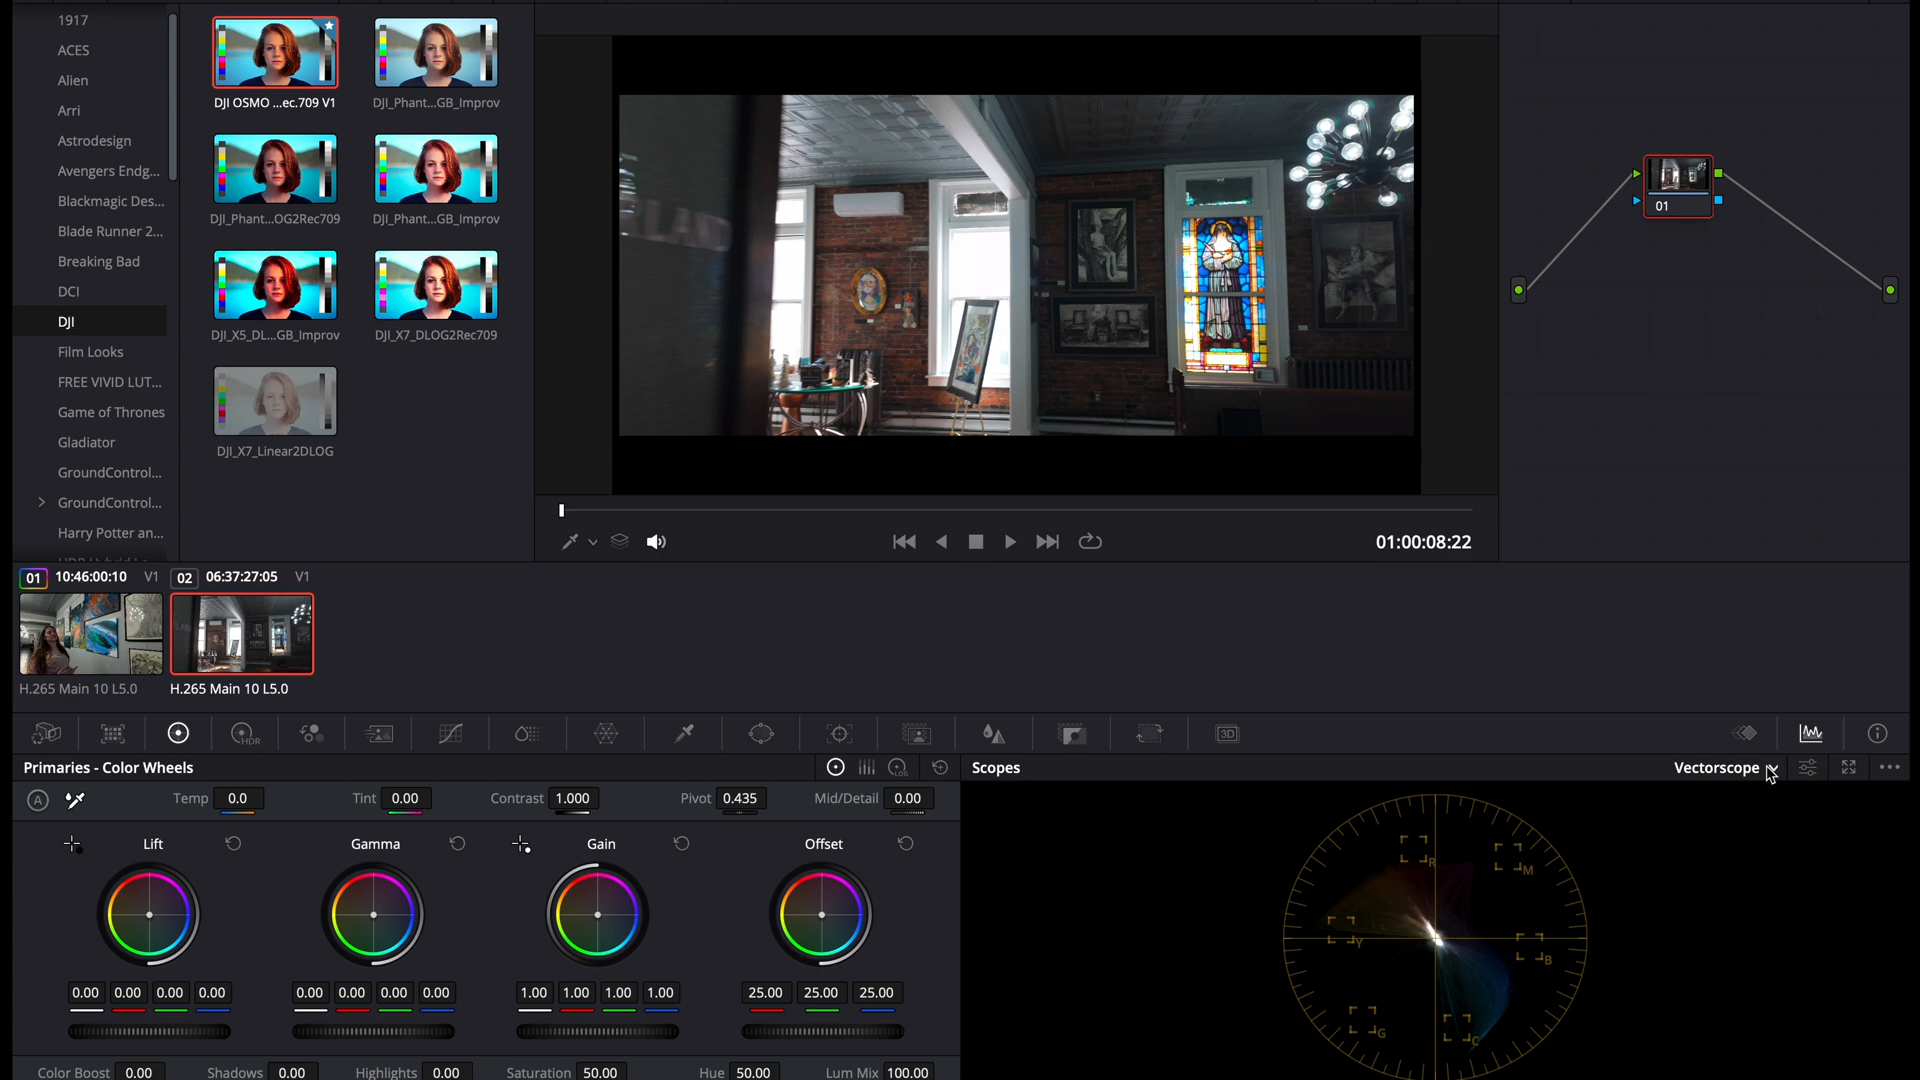 1917
ACES
Alien
Arri
Astrodesign
Avengers Endg...
Blackmagic Des...
Blade Runner 2...
Breaking Bad
DCI
DJI
Film Looks
FREE VIVID LUT...
Game of Thrones
Gladiator
GroundControl...
GroundControl...
Harry Potter an...
DJI OSMO ...ec.709 V1
DJI_Phant...GB_Improv
DJI_Phant...OG2Rec709
DJI_Phant...GB_Improv
DJI_X5_DL...GB_Improv
DJI_X7_DLOG2Rec709
DJI_X7_Linear2DLOG
01:00:08:22
01
01 10:46:00:10 V1
02 06:37:27:05 V1
H.265 Main 10 L5.0
H.265 Main 10 L5.0
HDR
3D
Primaries - Color Wheels
LOG
Scopes
Vectorscope
A
Temp 0.0
Tint 0.00
Contrast 1.000
Pivot 0.435
Mid/Detail 0.00
Lift
Gamma
Gain
Offset
0.00 0.00 0.00 0.00
0.00 0.00 0.00 0.00
1.00 1.00 1.00 1.00
25.00 25.00 25.00
Color Boost 0.00
Shadows 0.00
Highlights 0.00
Saturation 50.00
Hue 50.00
Lum Mix 100.00
R
M
Y
B
G
C